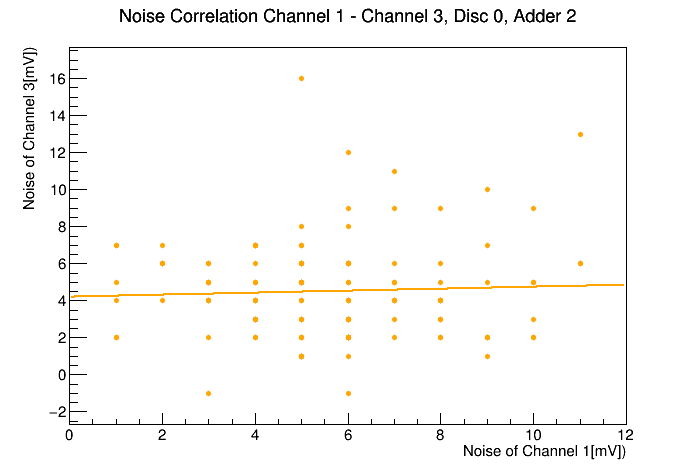 Noise Correlation Channel 1 - Channel 3, Disc 0, Adder 2
Noise of Channel 3[mV])
16
14
12
10
8
6
4
2
0
−2
0 2 4 6 8 10 12
Noise of Channel 1[mV])